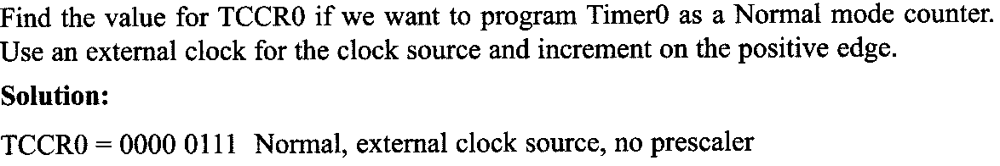 Find the value for TCCR0 if we want to program Timer0 as a Normal mode counter.
Use an external clock for the clock source and increment on the positive edge.
Solution:
TCCR0 = 0000 0111 Normal, external clock source, no prescaler